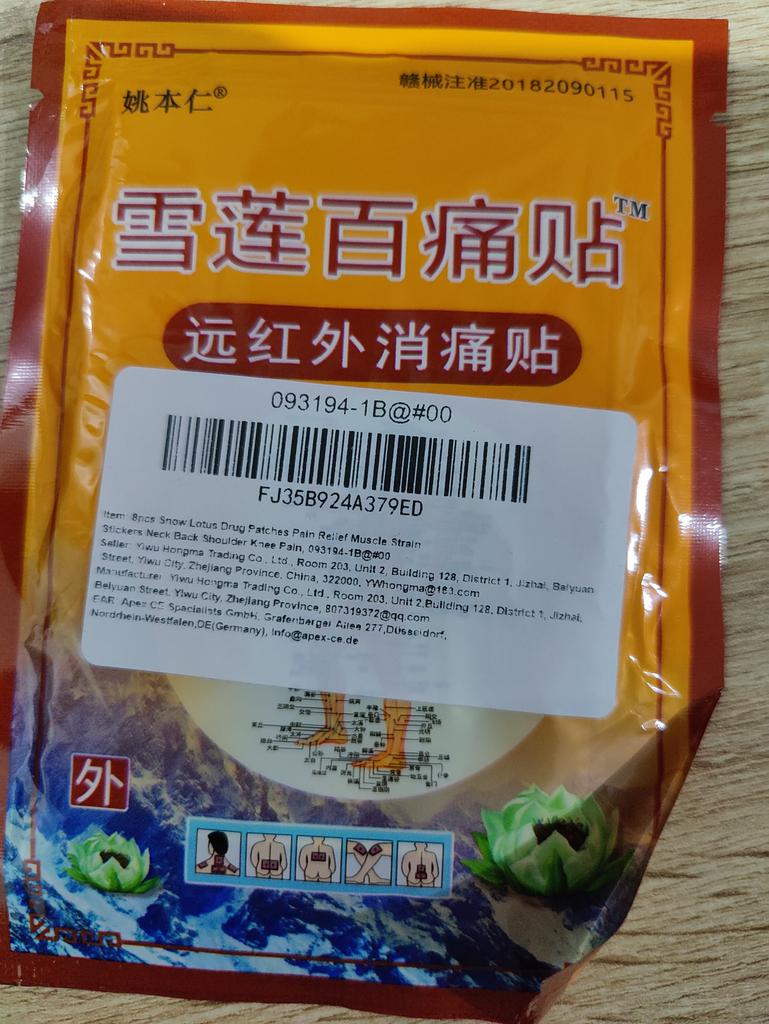 姚本仁®
赣械注准20182090115
雪莲百痛贴™
远红外消痛贴
093194-1B@#00
FJ35B924A379ED
Item: 8pcs Snow Lotus Drug Patches Pain Relief Muscle Strain
Stickers Neck Back Shoulder Knee Pain, 093194-1B@#00
Seller: Yiwu Hongma Trading Co., Ltd., Room 203, Unit 2, Building 128, District 1, Jizhai, Beiyuan
Street, Yiwu City, Zhejiang Province, China, 322000, YWhongma@163.com
Manufacturer: Yiwu Hongma Trading Co., Ltd., Room 203, Unit 2,Building 128, District 1, Jizhai,
Beiyuan Street, Yiwu City, Zhejiang Province, 807319372@qq.com
EAR: Apex CE Specialists GmbH, Grafenberger Allee 277,Düsseldorf,
Nordrhein-Westfalen,DE(Germany), Info@apex-ce.de
外